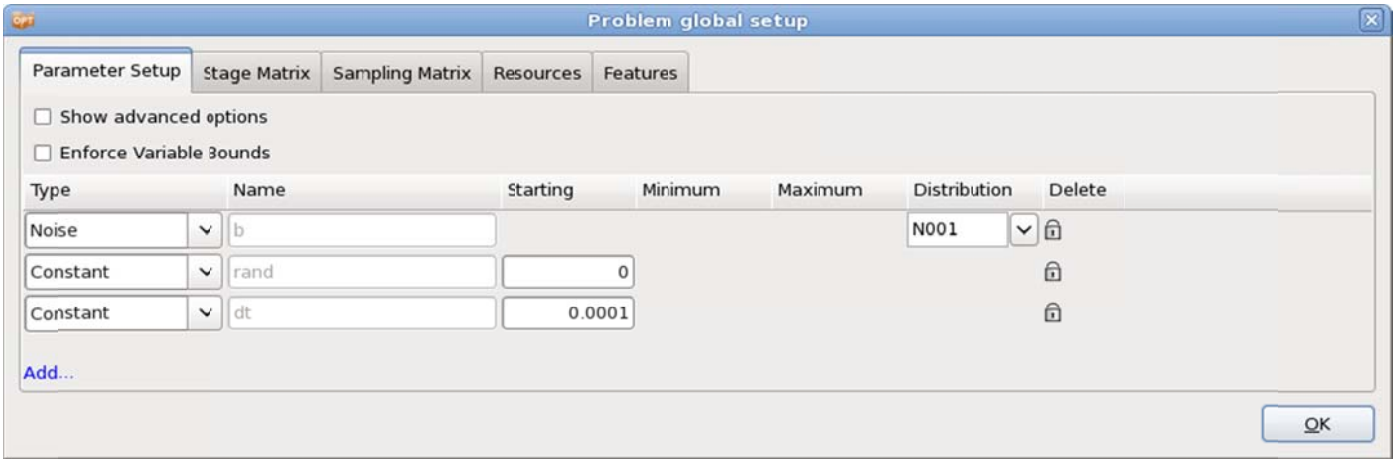 OPT Problem global setup
Parameter Setup Stage Matrix Sampling Matrix Resources Features
Show advanced options
Enforce Variable Bounds
Type Name Starting Minimum Maximum Distribution Delete
Noise b N001
Constant rand 0
Constant dt 0.0001
Add...
OK